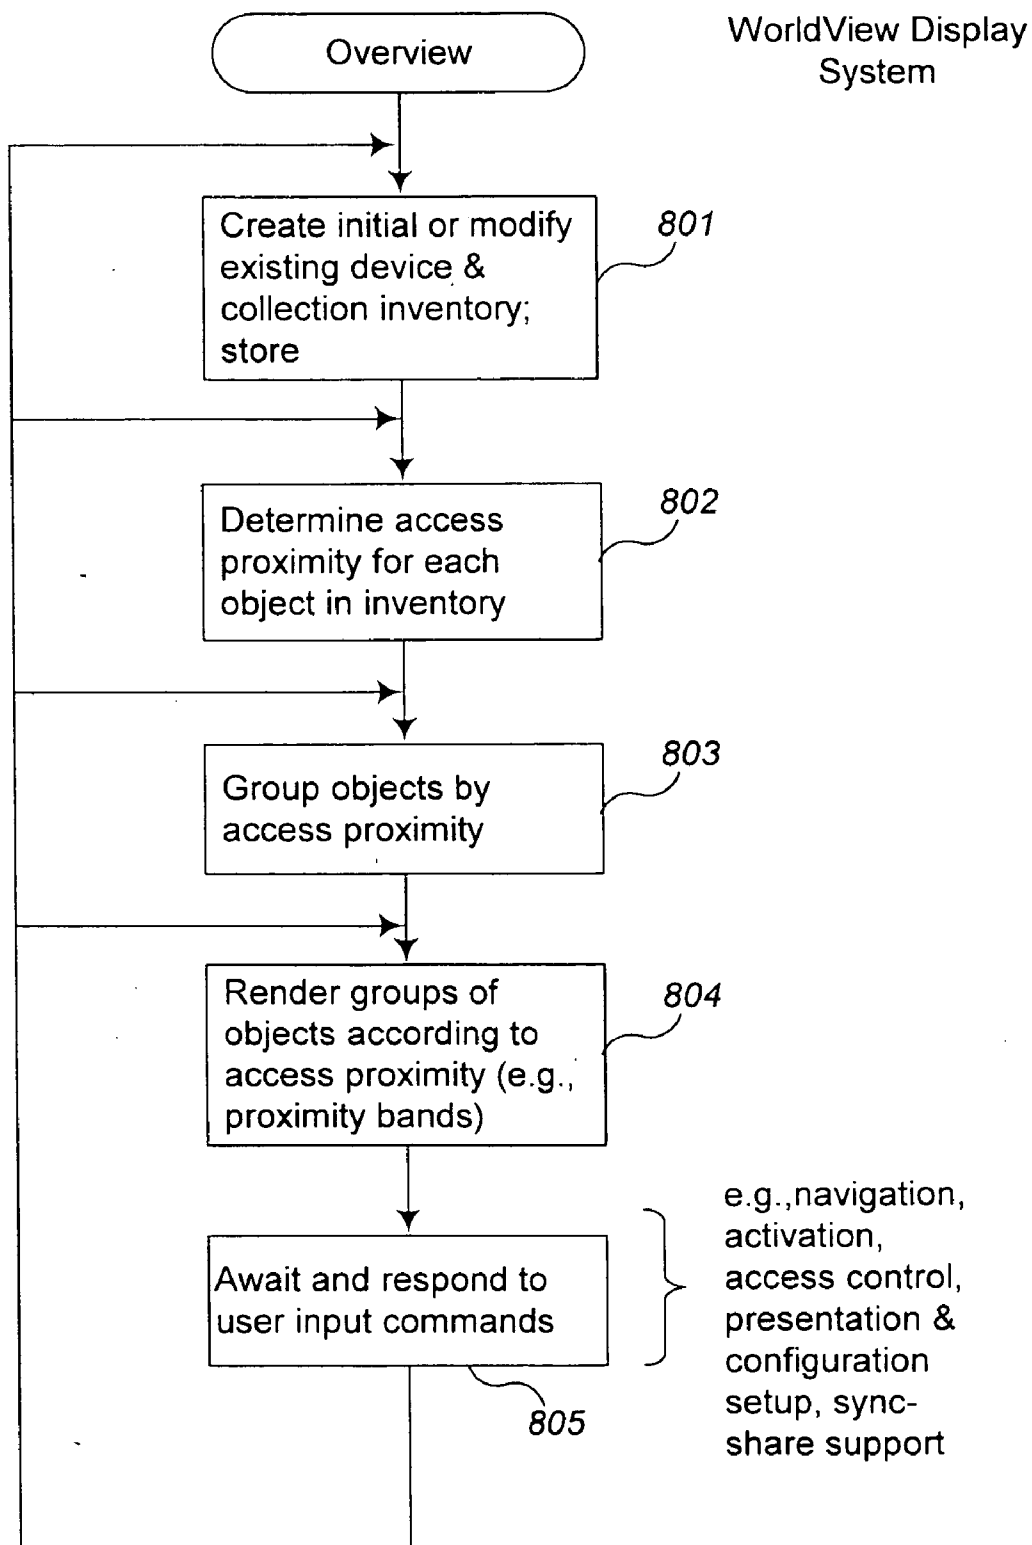 Overview
WorldView Display
System
Create initial or modify
existing device &
collection inventory;
store
801
Determine access
proximity for each
object in inventory
802
Group objects by
access proximity
803
Render groups of
objects according to
access proximity (e.g.,
proximity bands)
804
Await and respond to
user input commands
805
e.g.,navigation,
activation,
access control,
presentation &
configuration
setup, sync-
share support